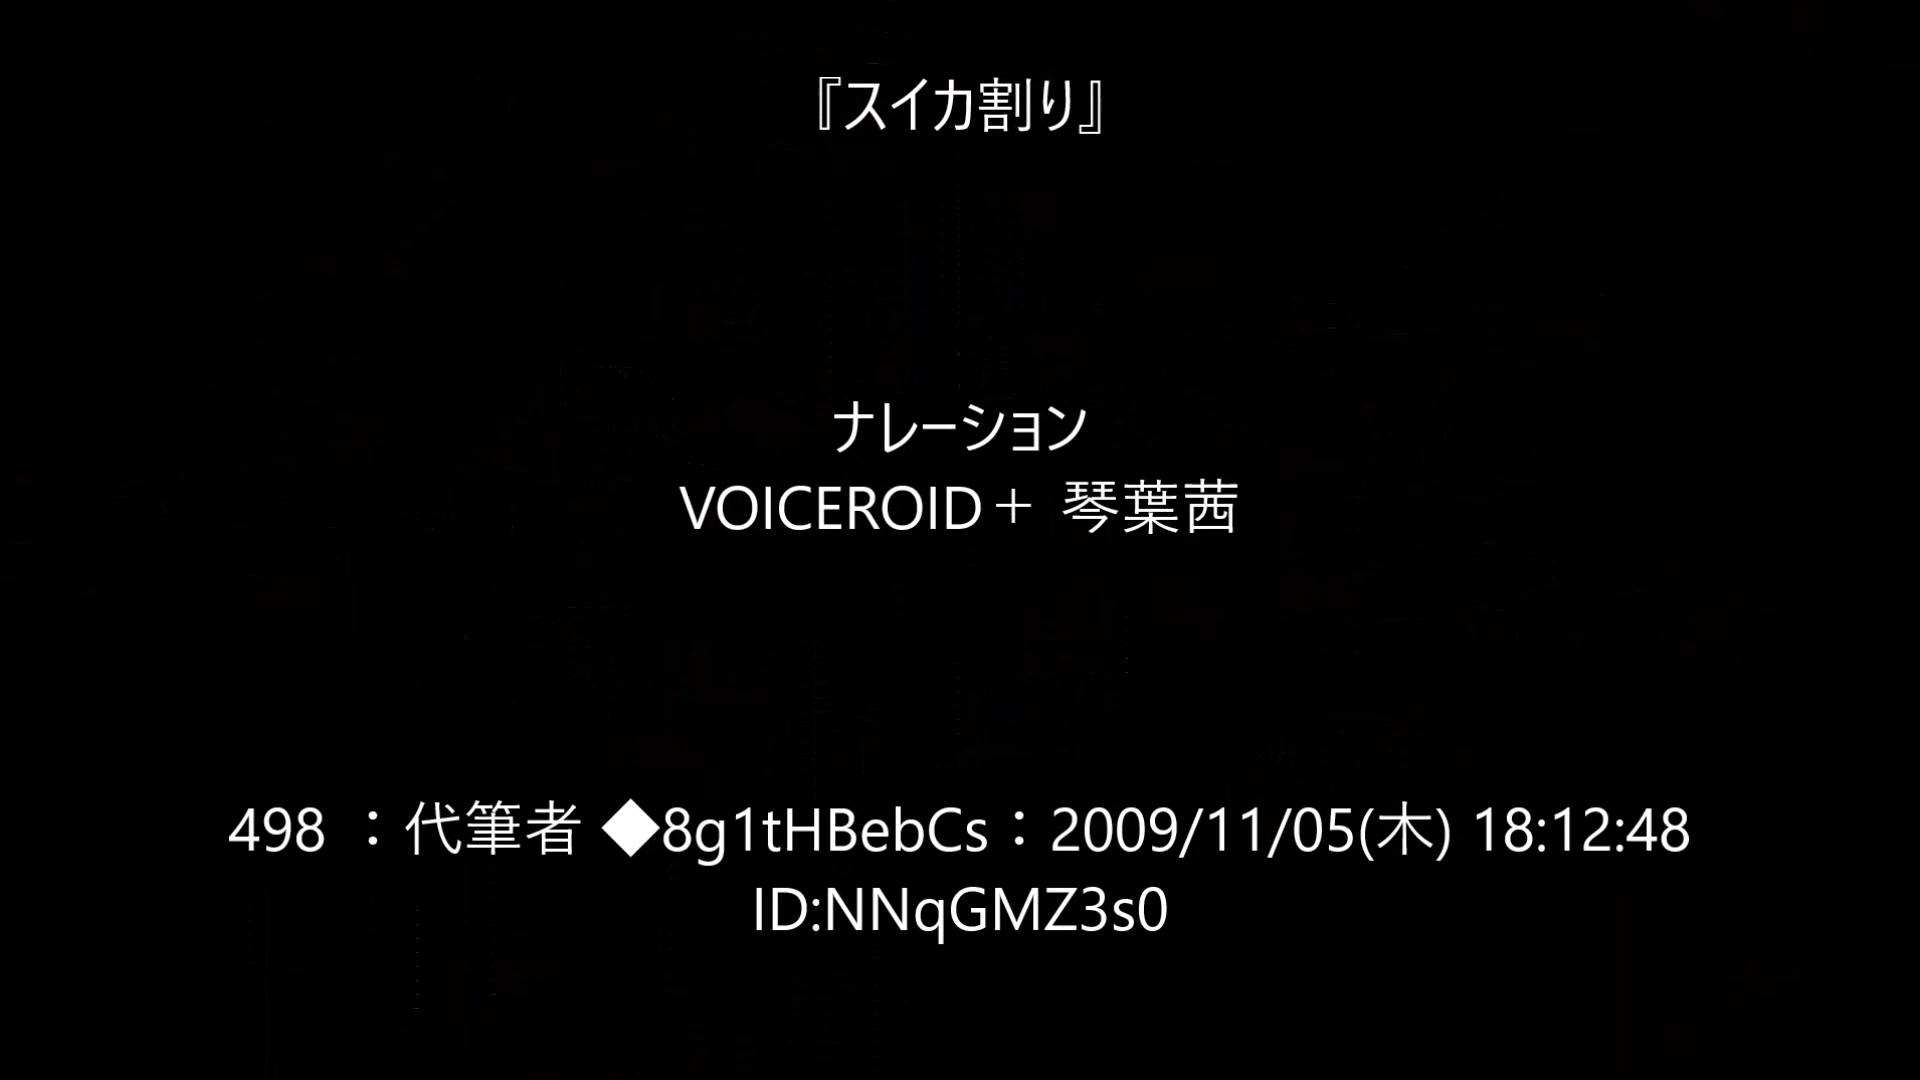 『スイカ割り』
ナレーション
VOICEROID＋ 琴葉茜
498 ：代筆者 ◆8g1tHBebCs：2009/11/05(木) 18:12:48
ID:NNqGMZ3s0